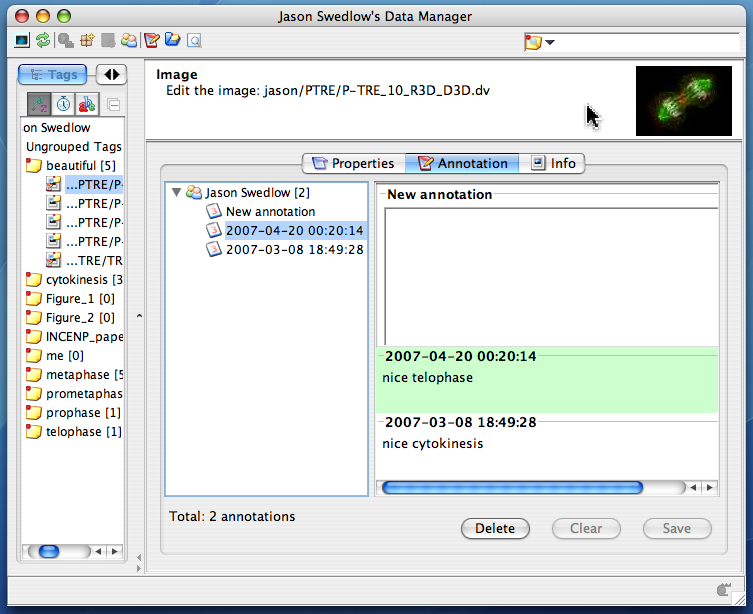 Jason Swedlow's Data Manager
Tags
Image
Edit the image: jason/PTRE/P-TRE_10_R3D_D3D.dv
on Swedlow
Ungrouped Tags
beautiful [5]
...PTRE/P-
...PTRE/P-
...PTRE/P-
...PTRE/P-
...TRE/TR
cytokinesis [3
Figure_1 [0]
Figure_2 [0]
INCENP_pape
me [0]
metaphase [5
prometaphas
prophase [1]
telophase [1]
Properties
Annotation
Info
Jason Swedlow [2]
New annotation
2007-04-20 00:20:14
2007-03-08 18:49:28
New annotation
2007-04-20 00:20:14
nice telophase
2007-03-08 18:49:28
nice cytokinesis
Total: 2 annotations
Delete
Clear
Save